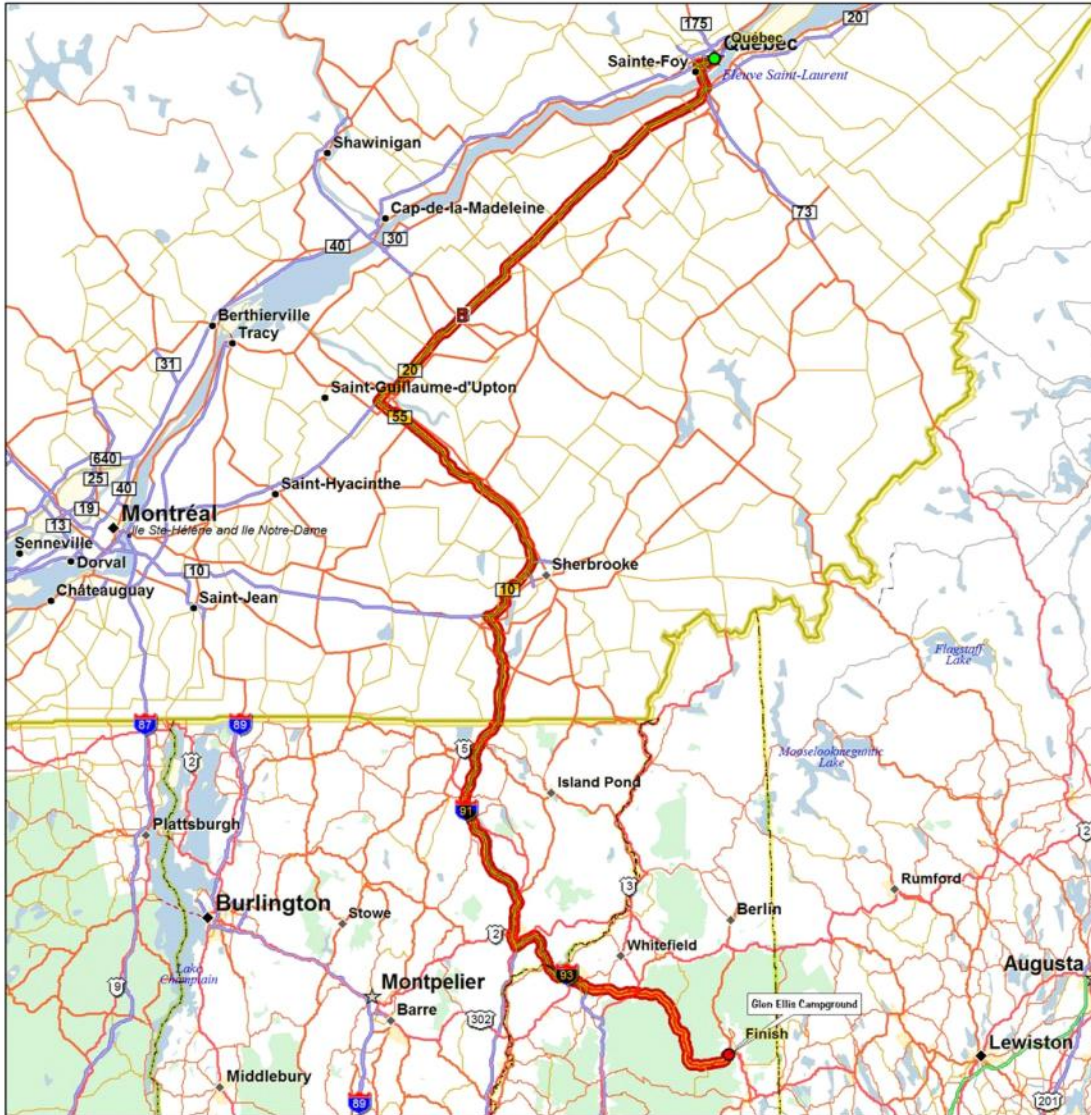 20
175
Québec
Québec
Sainte-Foy
Fleuve Saint-Laurent
Shawinigan
Cap-de-la-Madeleine
30
40
73
Berthierville
Tracy
31
20
Saint-Guillaume-d'Upton
55
640
25
40
19
13
Saint-Hyacinthe
Montréal
Ile Ste-Hélène and Ile Notre-Dame
Senneville
Dorval
10
Sherbrooke
10
Châteauguay
Saint-Jean
Flagstaff
Lake
87
89
5
2
Mooselookmeguntic
Lake
Island Pond
91
Plattsburgh
2
3
Rumford
Burlington
Stowe
Berlin
2
Whitefield
Lake
Champlain
93
Augusta
9
Montpelier
Glen Ellis Campground
Barre
302
Finish
Lewiston
Middlebury
89
201